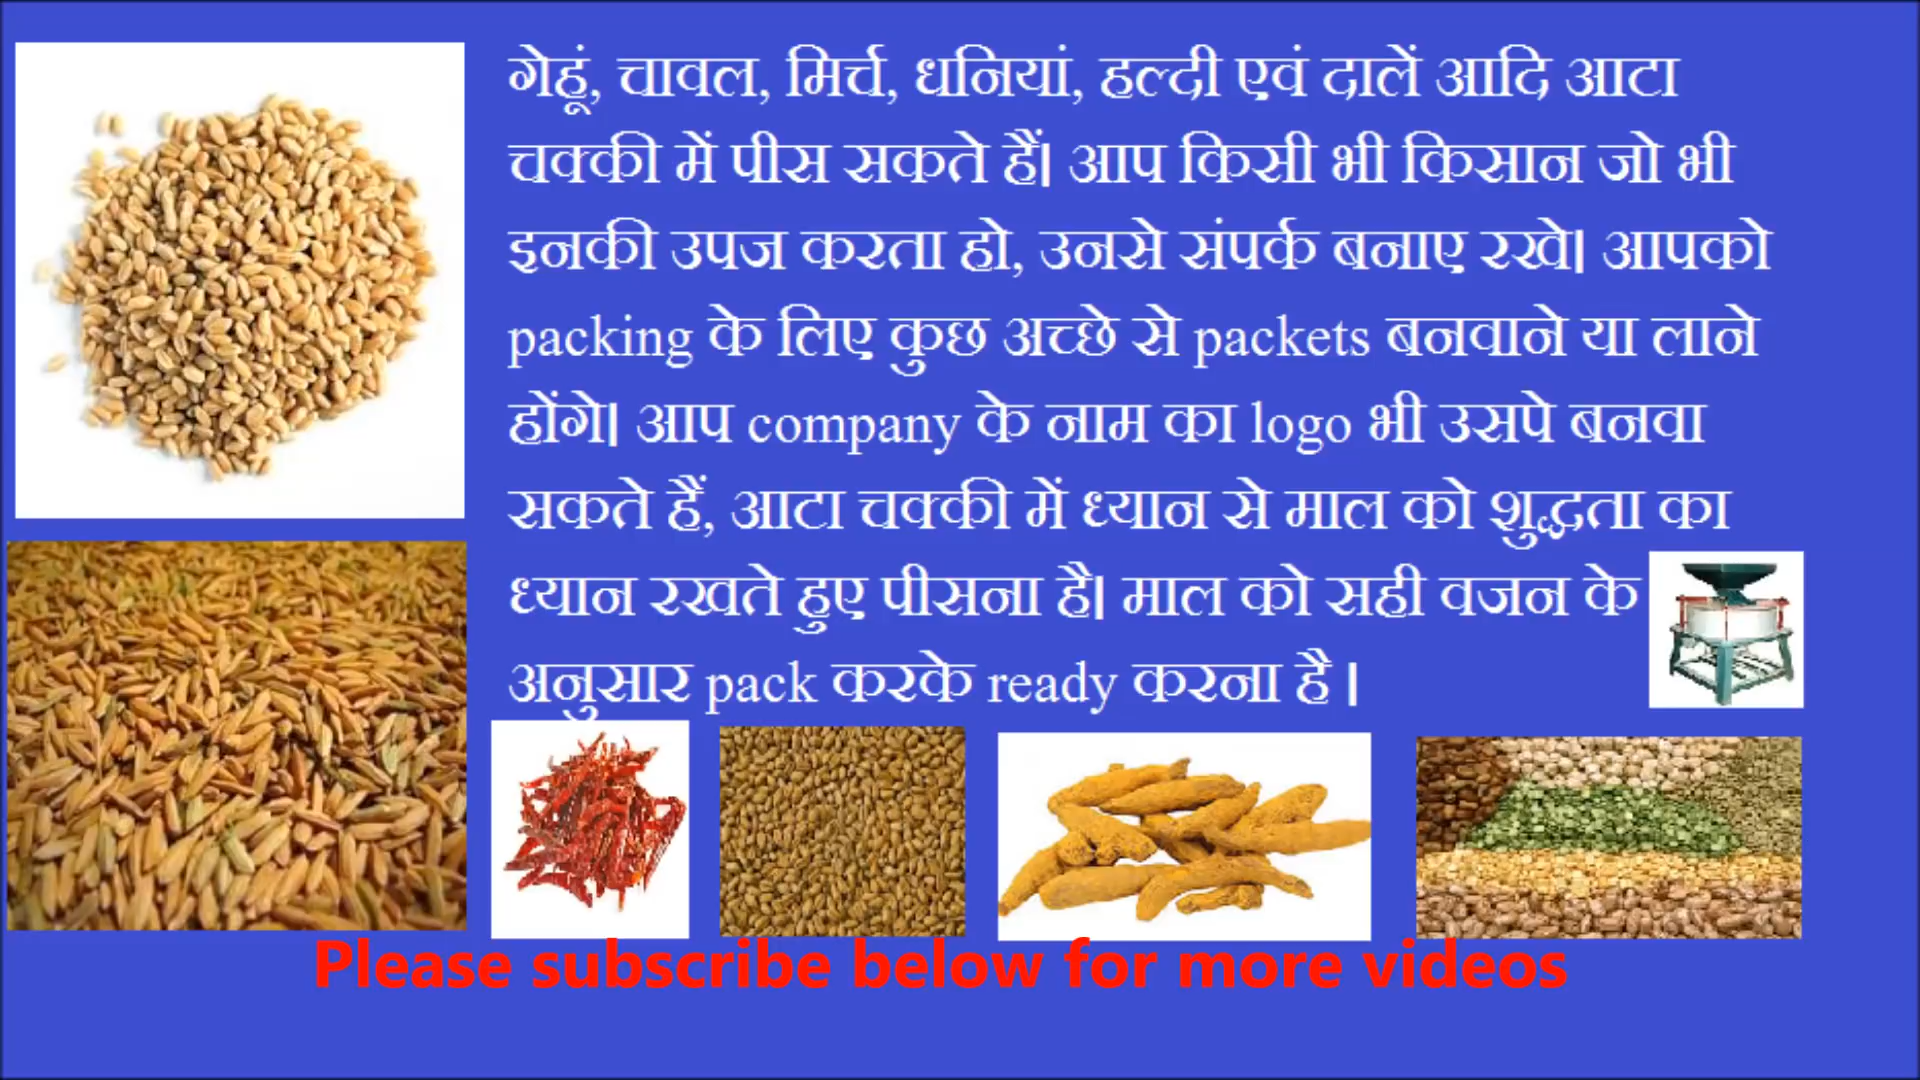 गेहूं, चावल, मिर्च, धनियां, हल्दी एवं दालें आदि आटा
चक्की में पीस सकते हैं। आप किसी भी किसान जो भी
इनकी उपज करता हो, उनसे संपर्क बनाए रखे। आपको
packing के लिए कुछ अच्छे से packets बनवाने या लाने
होंगे। आप company के नाम का logo भी उसपे बनवा
सकते हैं, आटा चक्की में ध्यान से माल को शुद्धता का
ध्यान रखते हुए पीसना है। माल को सही वजन के
अनुसार pack करके ready करना है ।
Please subscribe below for more videos